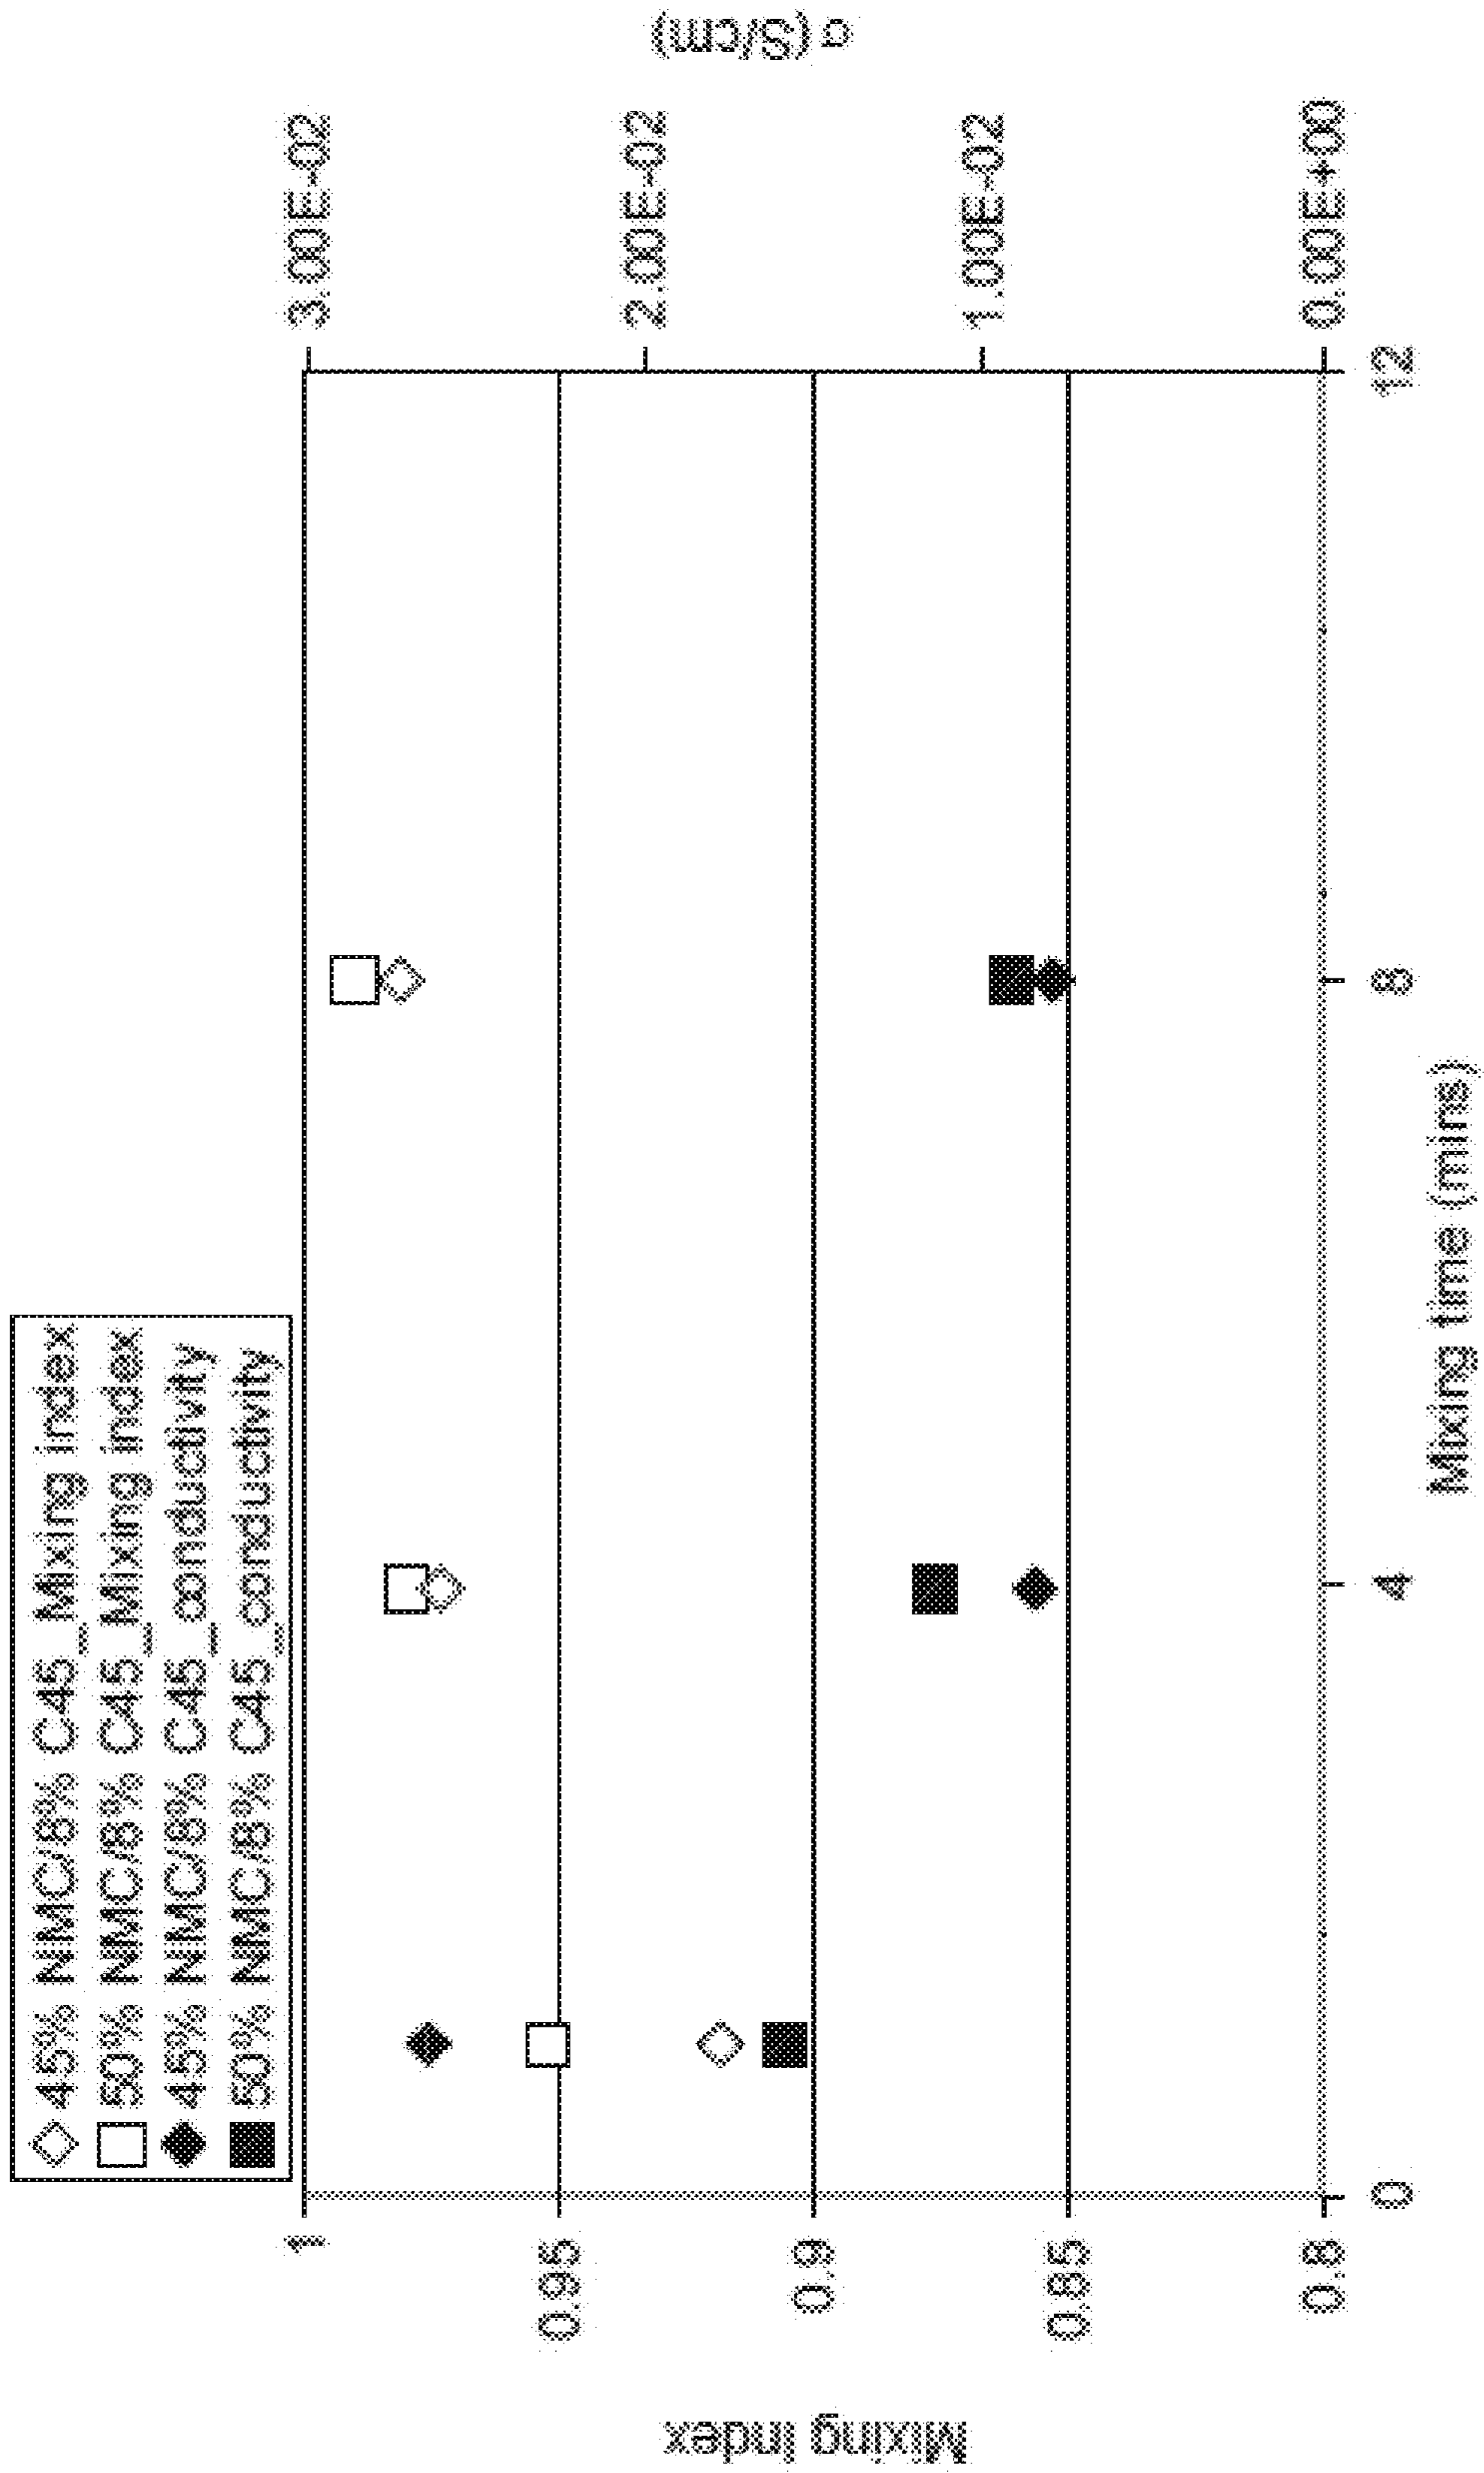 45% NMC/8% C45_Mixing index
50% NMC/8% C45_Mixing index
45% NMC/8% C45_conductivity
50% NMC/8% C45_conductivity
Mixing Index
1
0.95
0.9
0.85
0.8
0
4
8
12
Mixing time (mins)
3.00E-02
2.00E-02
1.00E-02
0.00E+00
σ (S/cm)